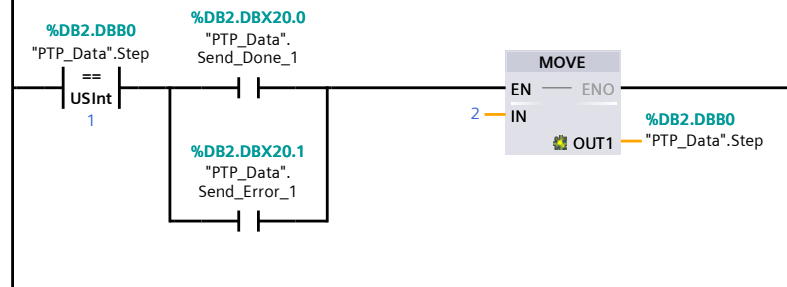 %DB2.DBB0
"PTP_Data".Step
==
USInt
1
%DB2.DBX20.0
"PTP_Data".
Send_Done_1
%DB2.DBX20.1
"PTP_Data".
Send_Error_1
MOVE
EN
ENO
2
IN
OUT1
%DB2.DBB0
"PTP_Data".Step